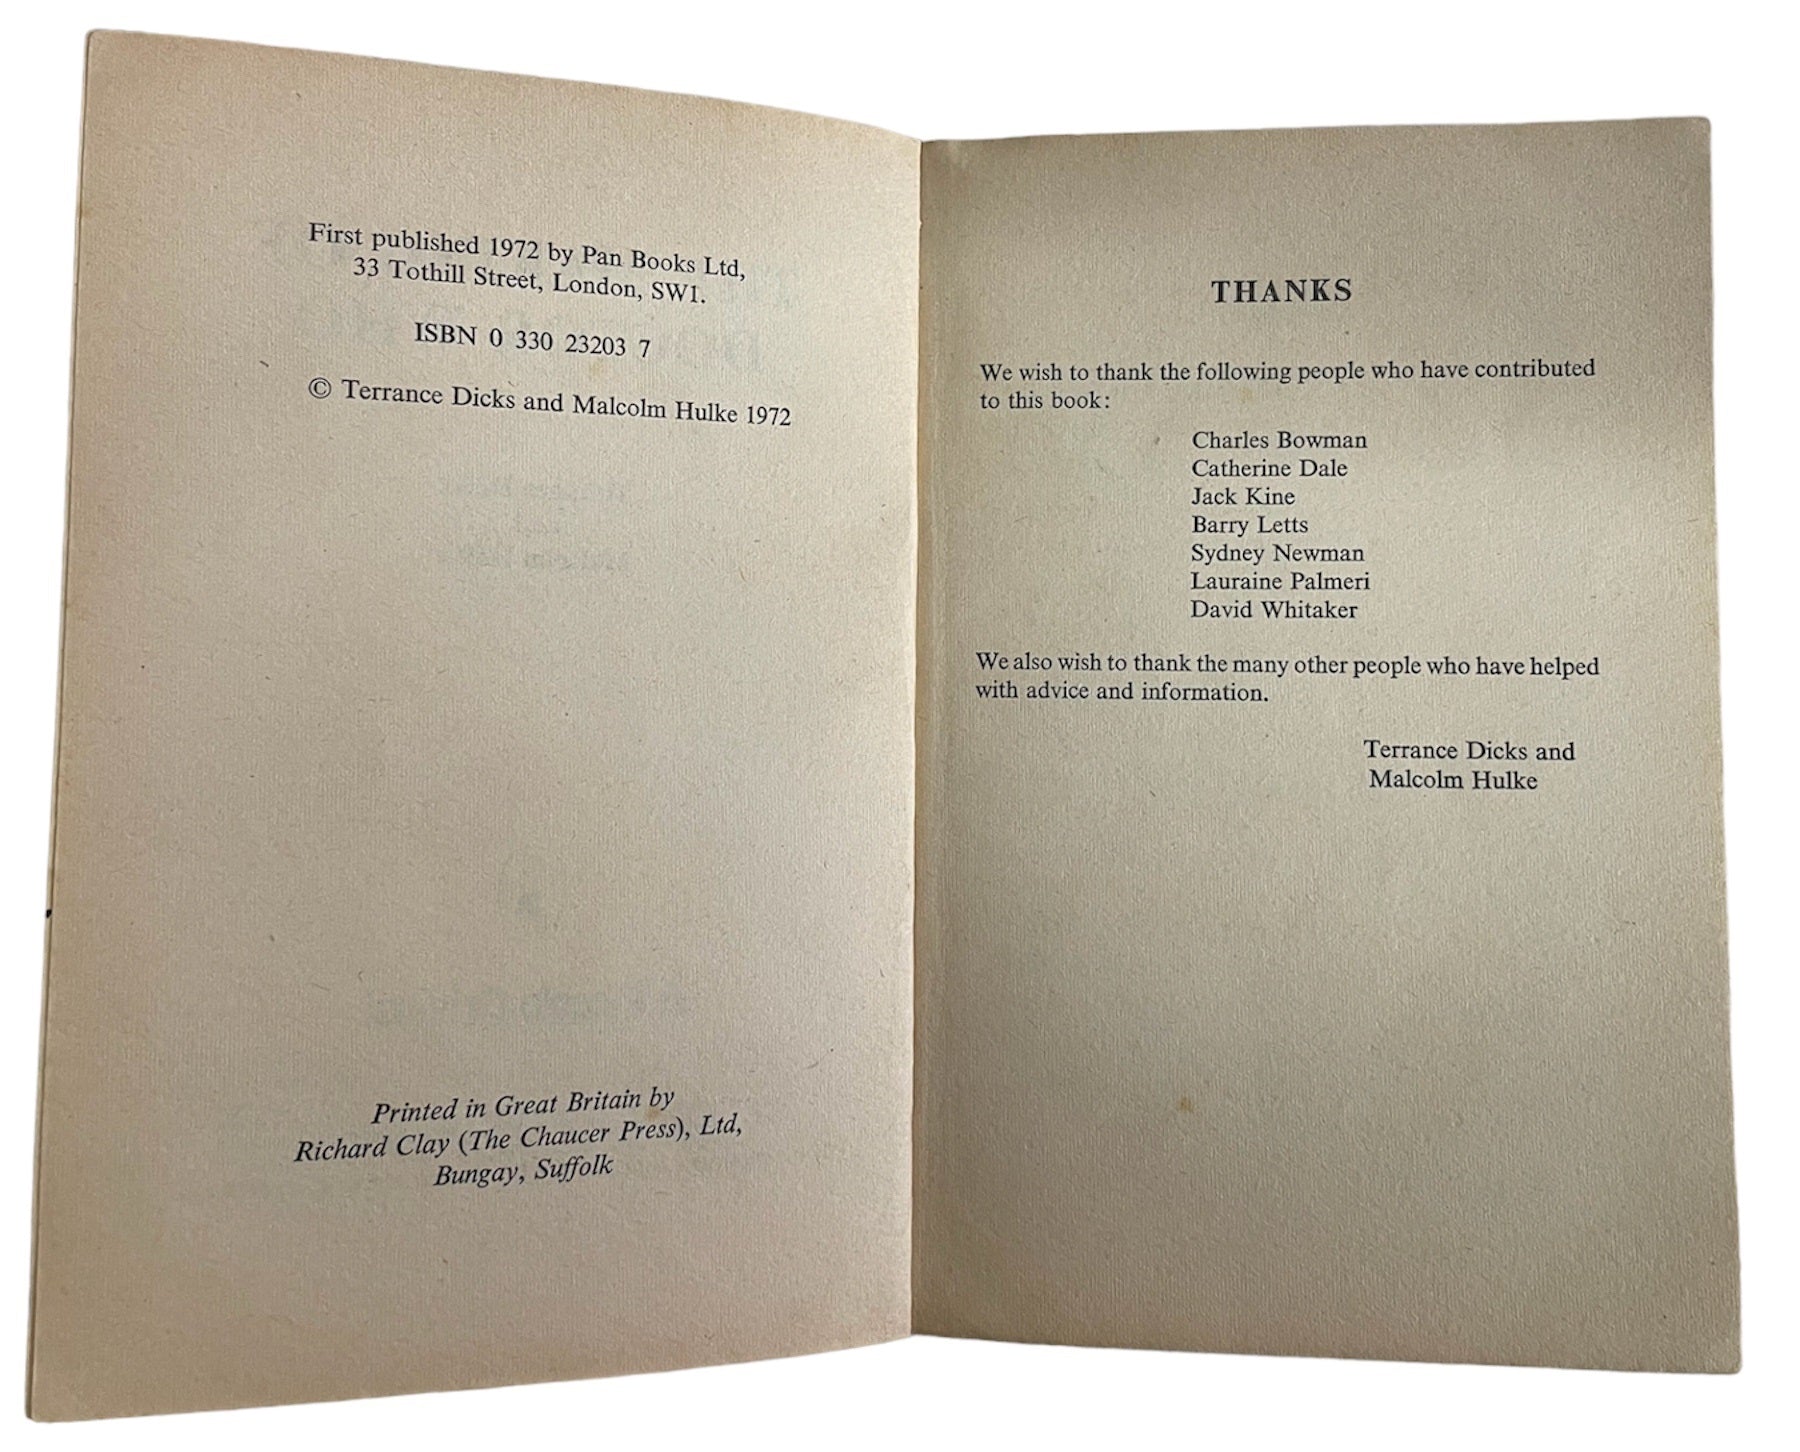 First published 1972 by Pan Books Ltd,
33 Tothill Street, London, SW1.
ISBN 0 330 23203 7
© Terrance Dicks and Malcolm Hulke 1972
Printed in Great Britain by
Richard Clay (The Chaucer Press), Ltd,
Bungay, Suffolk
THANKS
We wish to thank the following people who have contributed
to this book:
Charles Bowman
Catherine Dale
Jack Kine
Barry Letts
Sydney Newman
Lauraine Palmeri
David Whitaker
We also wish to thank the many other people who have helped
with advice and information.
Terrance Dicks and
Malcolm Hulke